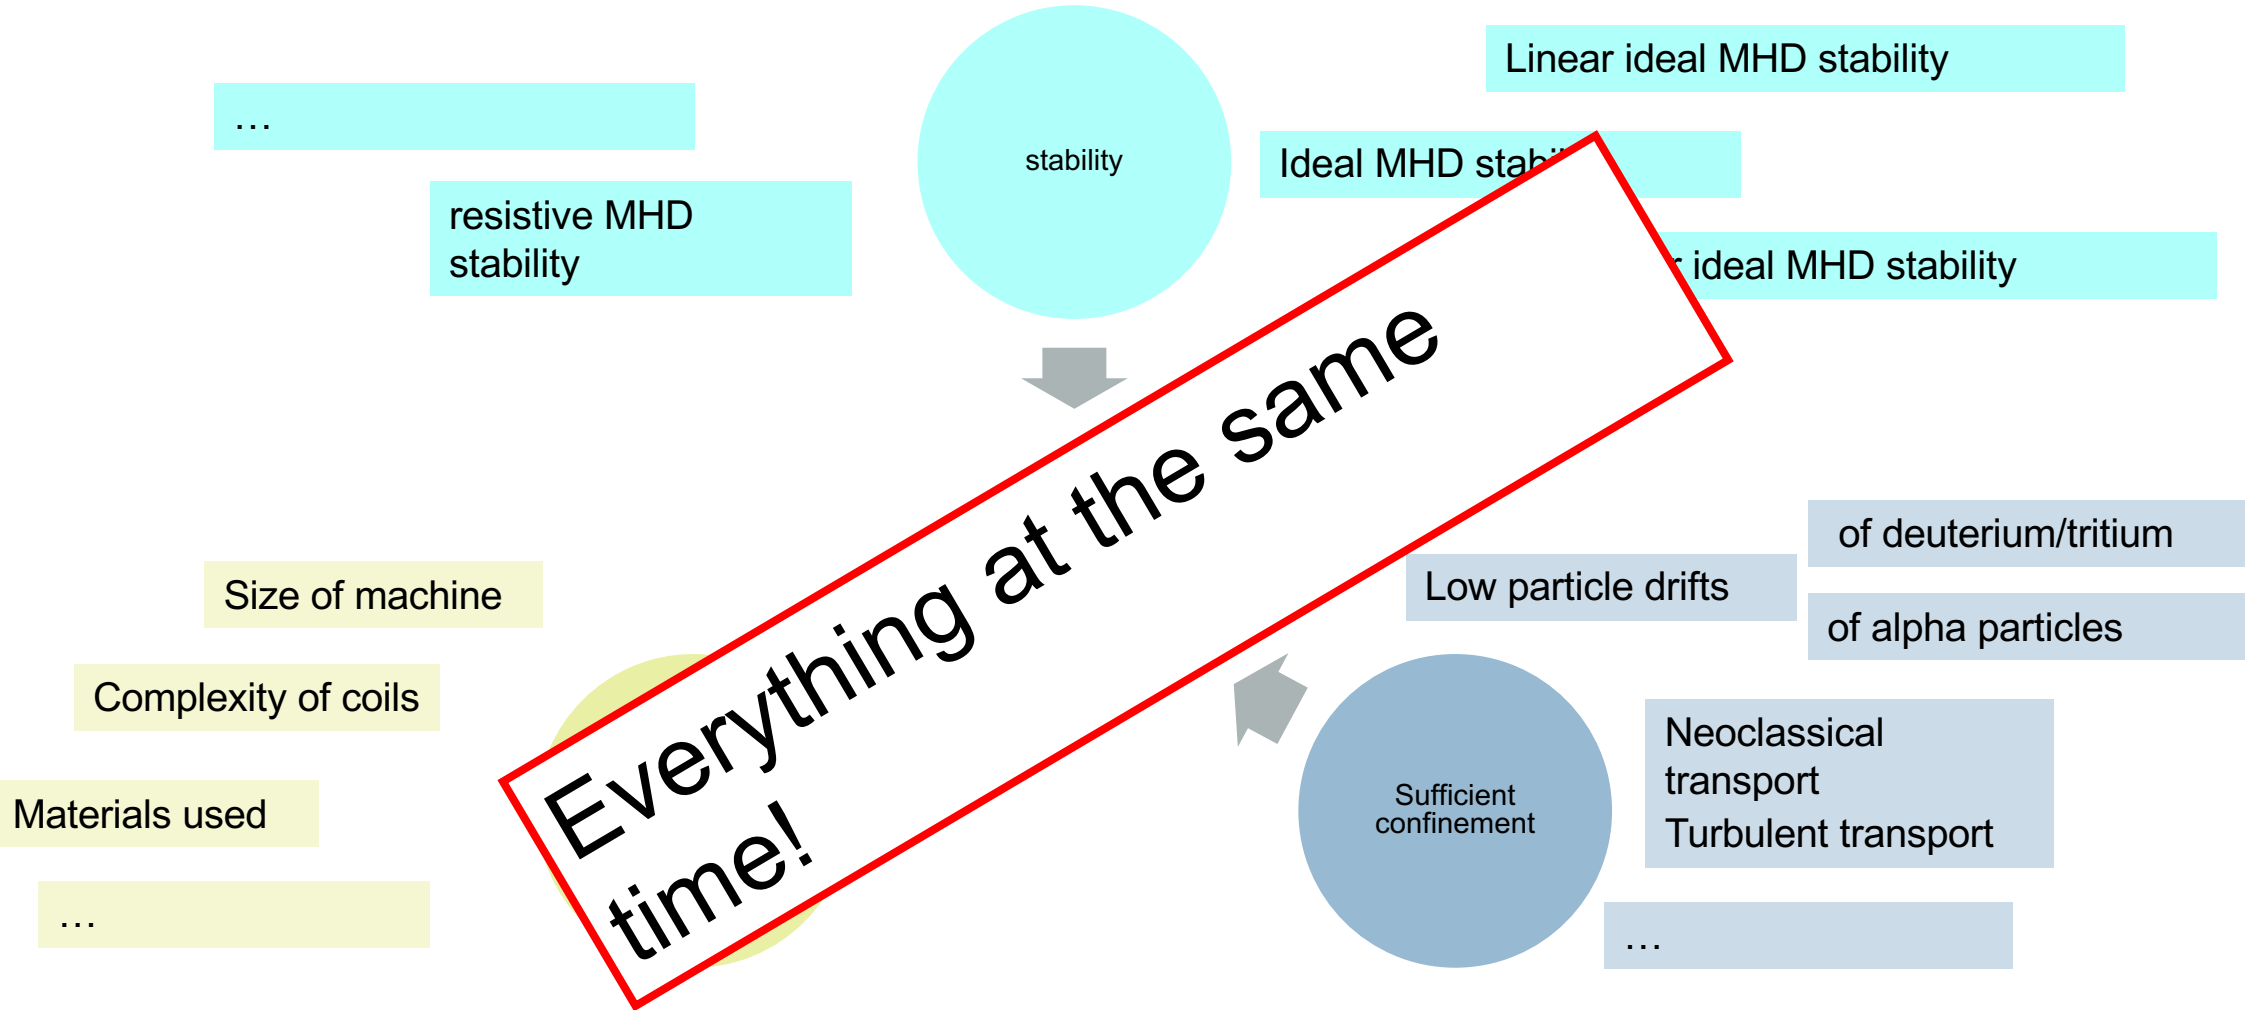 Linear ideal MHD stability
…
stability
Ideal MHD
resistive MHD
stability
ideal MHD stability
Everything at the same
time!
of deuterium/tritium
Low particle drifts
Size of machine
of alpha particles
Complexity of coils
Neoclassical
transport
Turbulent transport
Sufficient
confinement
Materials used
…
…